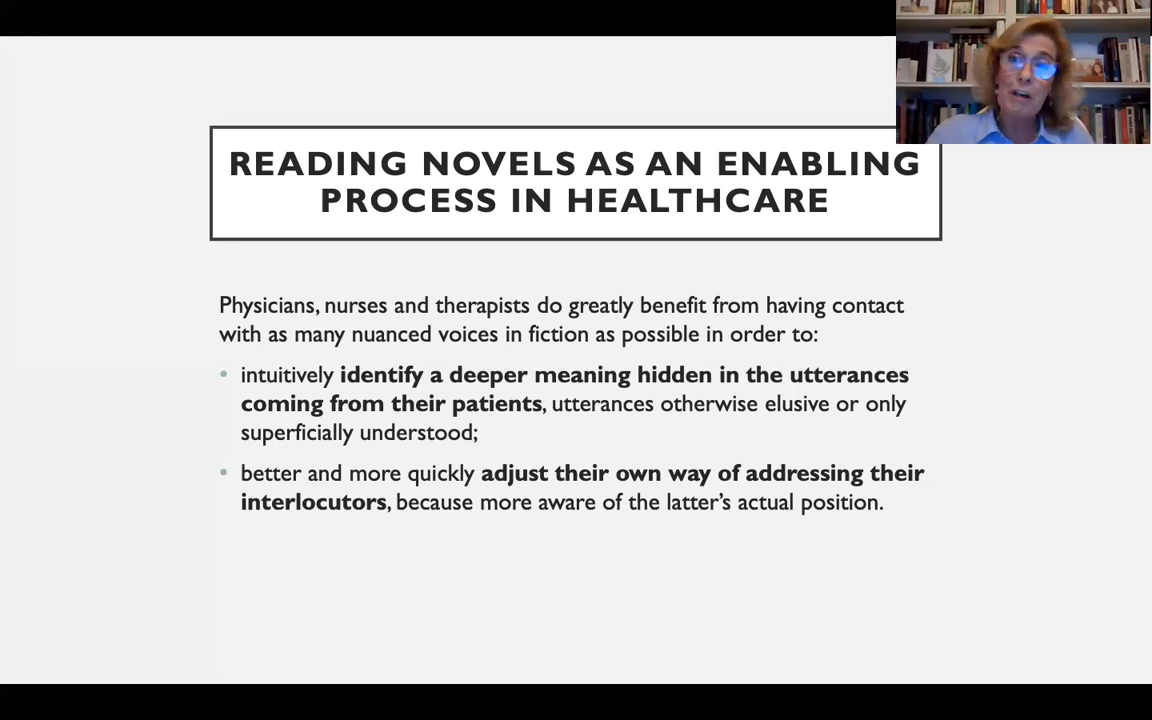 READING NOVELS AS AN ENABLING
PROCESS IN HEALTHCARE
Physicians, nurses and therapists do greatly benefit from having contact
with as many nuanced voices in fiction as possible in order to:
• intuitively identify a deeper meaning hidden in the utterances
coming from their patients, utterances otherwise elusive or only
superficially understood;
• better and more quickly adjust their own way of addressing their
interlocutors, because more aware of the latter's actual position.